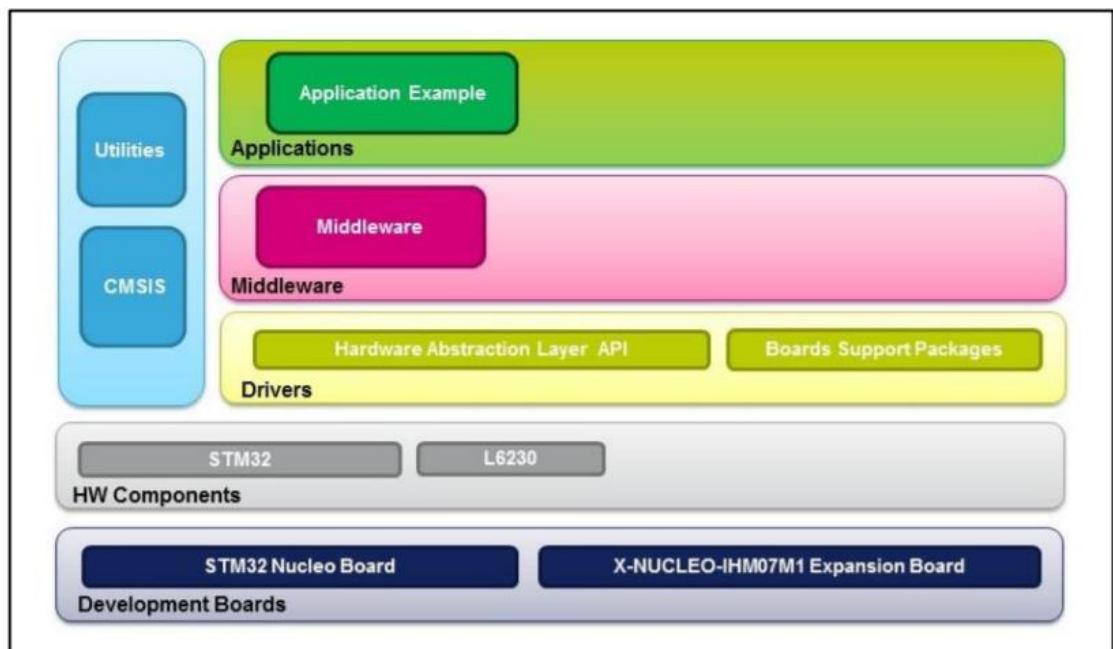 Utilities
CMSIS
Application Example
Applications
Middleware
Middleware
Hardware Abstraction Layer API
Boards Support Packages
Drivers
STM32
L6230
HW Components
STM32 Nucleo Board
X-NUCLEO-IHM07M1 Expansion Board
Development Boards